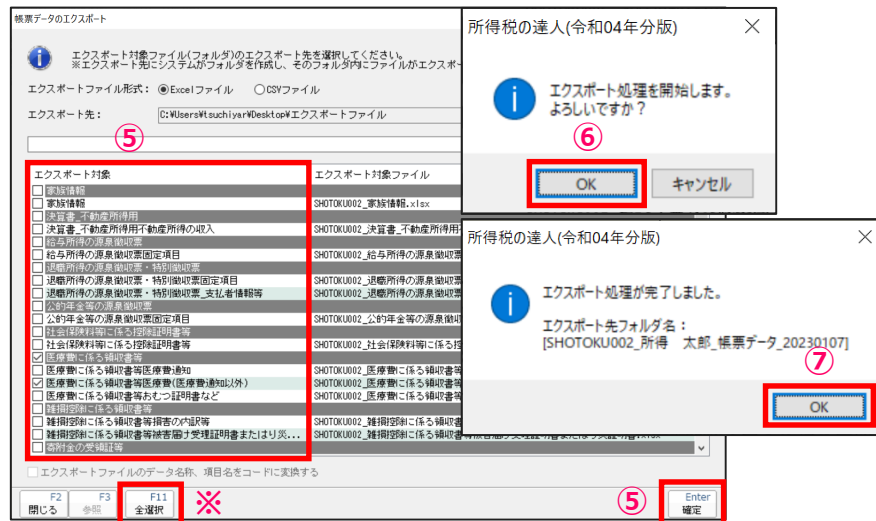 帳票データのエクスポート
エクスポート対象ファイル(フォルダ)のエクスポート先を選択してください。
※エクスポート先にシステムがフォルダを作成し、そのフォルダ内にファイルがエクスポー
エクスポートファイル形式： ◉Excelファイル ○CSVファイル
エクスポート先： C:¥Users¥tsuchiyar¥Desktop¥エクスポートファイル
⑤
エクスポート対象 エクスポート対象ファイル
家族情報
家族情報 SHOTOKU002_家族情報.xlsx
決算書_不動産所得用
決算書_不動産所得用不動産所得の収入 SHOTOKU002_決算書_不動産所得用
給与所得の源泉徴収票
給与所得の源泉徴収票固定項目 SHOTOKU002_給与所得の源泉徴収票
退職所得の源泉徴収票・特別徴収票
退職所得の源泉徴収票・特別徴収票固定項目 SHOTOKU002_退職所得の源泉徴収票
退職所得の源泉徴収票・特別徴収票_支払者情報等 SHOTOKU002_退職所得の源泉徴収票
公的年金等の源泉徴収票
公的年金等の源泉徴収票固定項目 SHOTOKU002_公的年金等の源泉徴収
社会保険料等に係る控除証明書等
社会保険料等に係る控除証明書等 SHOTOKU002_社会保険料等に係る控
医療費に係る領収書等
医療費に係る領収書等医療費通知 SHOTOKU002_医療費に係る領収書等
医療費に係る領収書等医療費(医療費通知以外) SHOTOKU002_医療費に係る領収書等
医療費に係る領収書等おむつ証明書など SHOTOKU002_医療費に係る領収書等
雑損控除に係る領収書等
雑損控除に係る領収書等損害の内訳等 SHOTOKU002_雑損控除に係る領収書
雑損控除に係る領収書等被害届け受理証明書またはり災... SHOTOKU002_雑損控除に係る領収書等被害届け受理証明書またはり災証明書.xlsx
寄附金の受領証等
エクスポートファイルのデータ名称、項目名をコードに変換する
F2 閉じる
F3 参照
F11 全選択
※
⑤
Enter 確定
所得税の達人(令和04年分版)
エクスポート処理を開始します。
よろしいですか？
⑥
OK キャンセル
所得税の達人(令和04年分版)
エクスポート処理が完了しました。
エクスポート先フォルダ名：
[SHOTOKU002_所得　太郎_帳票データ_20230107]
⑦
OK